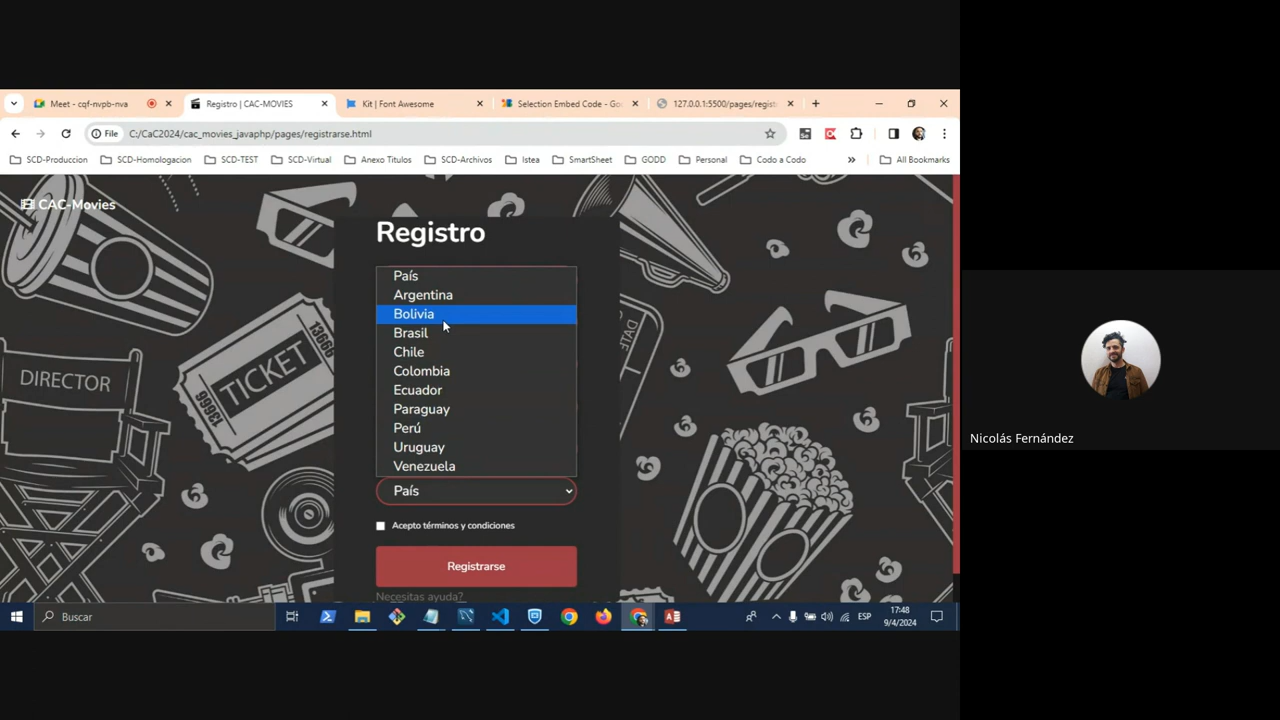 Meet - cqf-nvpb-nva
Registro | CAC-MOVIES
Kit | Font Awesome
Selection Embed Code - Go
127.0.0.1:5500/pages/registr
File
C:/CaC2024/cac_movies_javaphp/pages/registrarse.html
SCD-Produccion
SCD-Homologacion
SCD-TEST
SCD-Virtual
Anexo Titulos
SCD-Archivos
Istea
SmartSheet
GODD
Personal
Codo a Codo
»
All Bookmarks
CAC-Movies
Registro
País
Argentina
Bolivia
Brasil
Chile
Colombia
Ecuador
Paraguay
Perú
Uruguay
Venezuela
País
Acepto términos y condiciones
Registrarse
Necesitas ayuda?
DIRECTOR
TICKET
13666
13666
DATE
Nicolás Fernández
Buscar
ESP
17:48
9/4/2024